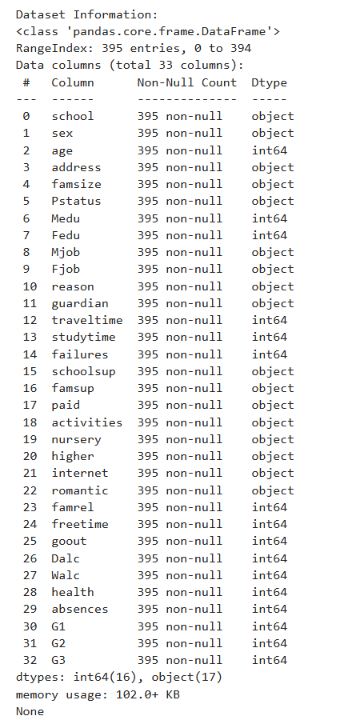 Dataset Information:
<class 'pandas.core.frame.DataFrame'>
RangeIndex: 395 entries, 0 to 394
Data columns (total 33 columns):
 #   Column      Non-Null Count  Dtype
---  ------      --------------  -----
 0   school      395 non-null    object
 1   sex         395 non-null    object
 2   age         395 non-null    int64
 3   address     395 non-null    object
 4   famsize     395 non-null    object
 5   Pstatus     395 non-null    object
 6   Medu        395 non-null    int64
 7   Fedu        395 non-null    int64
 8   Mjob        395 non-null    object
 9   Fjob        395 non-null    object
 10  reason      395 non-null    object
 11  guardian    395 non-null    object
 12  traveltime  395 non-null    int64
 13  studytime   395 non-null    int64
 14  failures    395 non-null    int64
 15  schoolsup   395 non-null    object
 16  famsup      395 non-null    object
 17  paid        395 non-null    object
 18  activities  395 non-null    object
 19  nursery     395 non-null    object
 20  higher      395 non-null    object
 21  internet    395 non-null    object
 22  romantic    395 non-null    object
 23  famrel      395 non-null    int64
 24  freetime    395 non-null    int64
 25  goout       395 non-null    int64
 26  Dalc        395 non-null    int64
 27  Walc        395 non-null    int64
 28  health      395 non-null    int64
 29  absences    395 non-null    int64
 30  G1          395 non-null    int64
 31  G2          395 non-null    int64
 32  G3          395 non-null    int64
dtypes: int64(16), object(17)
memory usage: 102.0+ KB
None